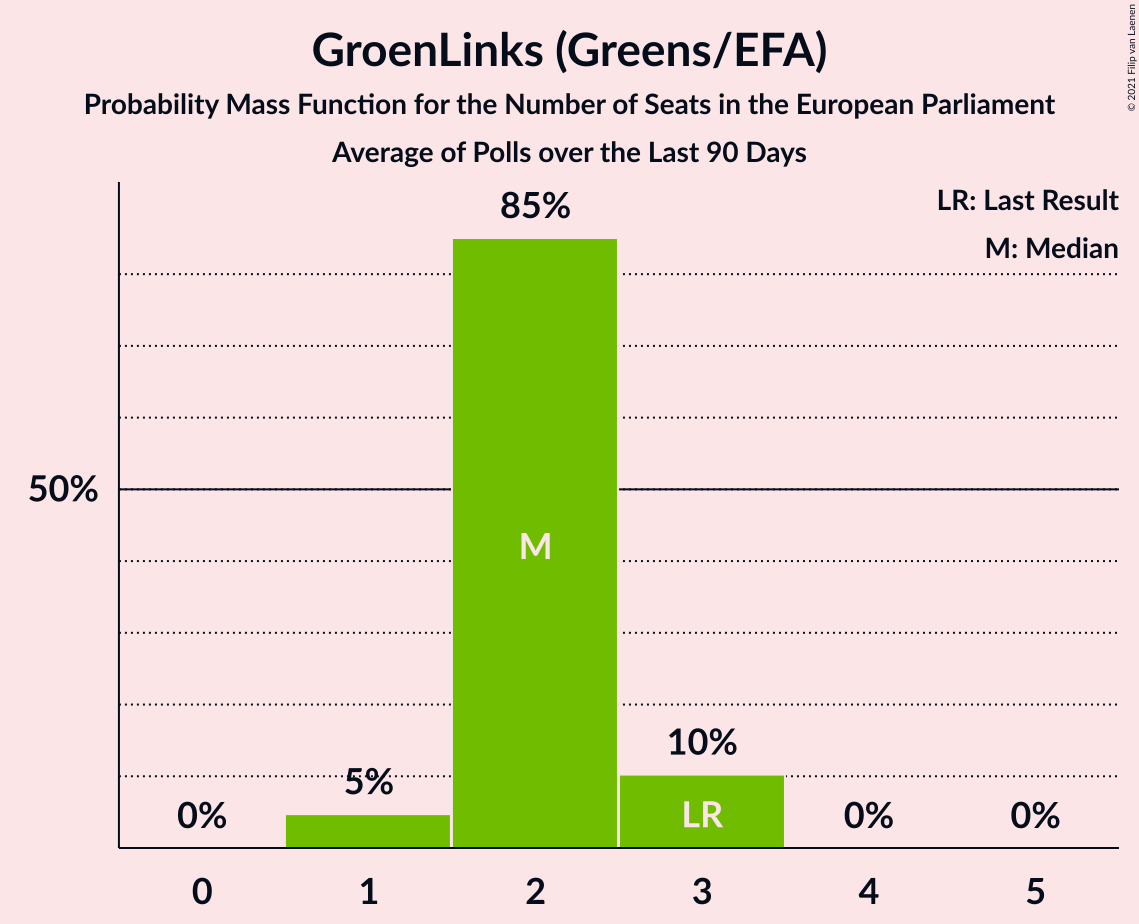 GroenLinks (Greens/EFA)
Probability Mass Function for the Number of Seats in the European Parliament
Average of Polls over the Last 90 Days
© 2021 Filip van Laenen
LR: Last Result
M: Median
85%
50%
M
10%
5%
0%
LR
0%
0%
0 1 2 3 4 5